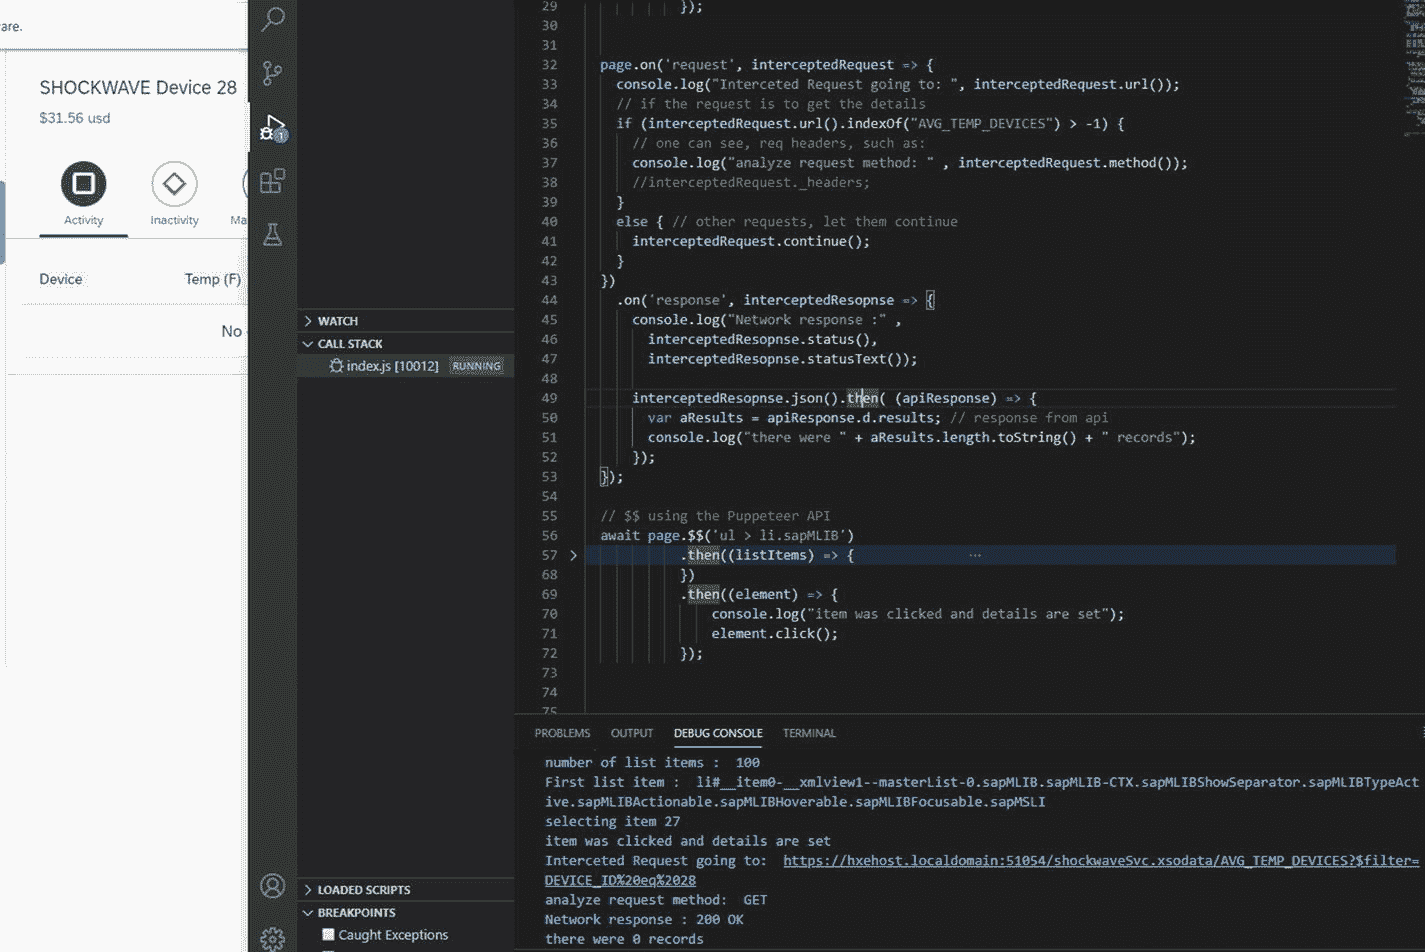 are.
SHOCKWAVE Device 28
$31.56 usd
Activity
Inactivity
Ma
Device
Temp (F)
No
1
WATCH
CALL STACK
index.js [10012] RUNNING
LOADED SCRIPTS
BREAKPOINTS
Caught Exceptions
29 });
30
31
32 page.on('request', interceptedRequest => {
33 console.log("Interceted Request going to: ", interceptedRequest.url());
34 // if the request is to get the details
35 if (interceptedRequest.url().indexOf("AVG_TEMP_DEVICES") > -1) {
36 // one can see, req headers, such as:
37 console.log("analyze request method: " , interceptedRequest.method());
38 //interceptedRequest._headers;
39 }
40 else { // other requests, let them continue
41 interceptedRequest.continue();
42 }
43 })
44 .on('response', interceptedResopnse => {
45 console.log("Network response :" ,
46 interceptedResopnse.status(),
47 interceptedResopnse.statusText());
48
49 interceptedResopnse.json().then( (apiResponse) => {
50 var aResults = apiResponse.d.results; // response from api
51 console.log("there were " + aResults.length.toString() + " records");
52 });
53 });
54
55 // $$ using the Puppeteer API
56 await page.$$('ul > li.sapMLIB')
57 .then((listItems) => { ...
68 })
69 .then((element) => {
70 console.log("item was clicked and details are set");
71 element.click();
72 });
73
74
75
PROBLEMS OUTPUT DEBUG CONSOLE TERMINAL
number of list items : 100
First list item : li#__item0-__xmlview1--masterList-0.sapMLIB.sapMLIB-CTX.sapMLIBShowSeparator.sapMLIBTypeAct
ive.sapMLIBActionable.sapMLIBHoverable.sapMLIBFocusable.sapMSLI
selecting item 27
item was clicked and details are set
Interceted Request going to: https://hxehost.localdomain:51054/shockwaveSvc.xsodata/AVG_TEMP_DEVICES?$filter=
DEVICE_ID%20eq%2028
analyze request method: GET
Network response : 200 OK
there were 0 records